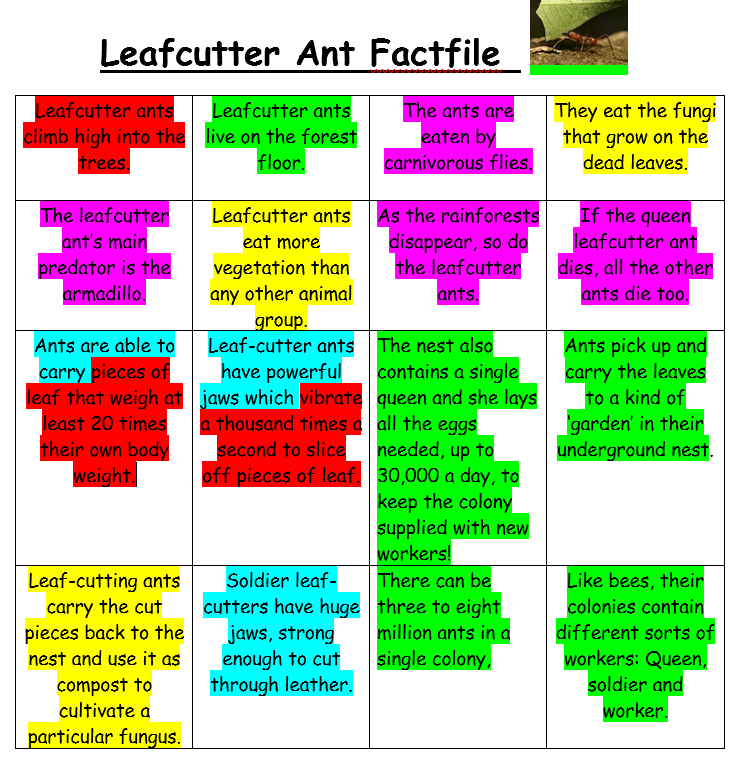 Leafcutter Ant Factfile
Leafcutter ants
climb high into the
trees.
Leafcutter ants
live on the forest
floor.
The ants are
eaten by
carnivorous flies.
They eat the fungi
that grow on the
dead leaves.
The leafcutter
ant's main
predator is the
armadillo.
Leafcutter ants
eat more
vegetation than
any other animal
group.
As the rainforests
disappear, so do
the leafcutter
ants.
If the queen
leafcutter ant
dies, all the other
ants die too.
Ants are able to
carry pieces of
leaf that weigh at
least 20 times
their own body
weight.
Leaf-cutter ants
have powerful
jaws which vibrate
a thousand times a
second to slice
off pieces of leaf.
The nest also
contains a single
queen and she lays
all the eggs
needed, up to
30,000 a day, to
keep the colony
supplied with new
workers!
Ants pick up and
carry the leaves
to a kind of
'garden' in their
underground nest.
Leaf-cutting ants
carry the cut
pieces back to the
nest and use it as
compost to
cultivate a
particular fungus.
Soldier leaf-
cutters have huge
jaws, strong
enough to cut
through leather.
There can be
three to eight
million ants in a
single colony,
Like bees, their
colonies contain
different sorts of
workers: Queen,
soldier and
worker.